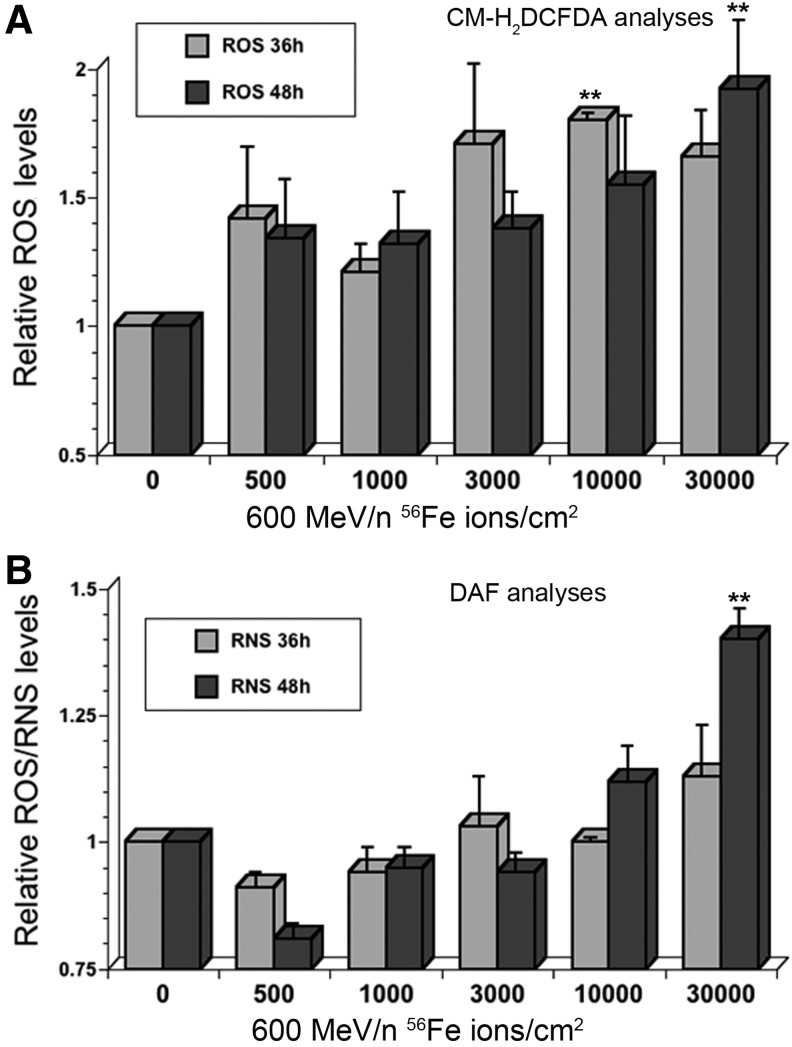 A
CM-H₂DCFDA analyses
**
ROS 36h
ROS 48h
**
Relative ROS levels
2
1.5
1
0.5
0 500 1000 3000 10000 30000
600 MeV/n ⁵⁶Fe ions/cm²
B
DAF analyses
**
RNS 36h
RNS 48h
Relative ROS/RNS levels
1.5
1.25
1
0.75
0 500 1000 3000 10000 30000
600 MeV/n ⁵⁶Fe ions/cm²